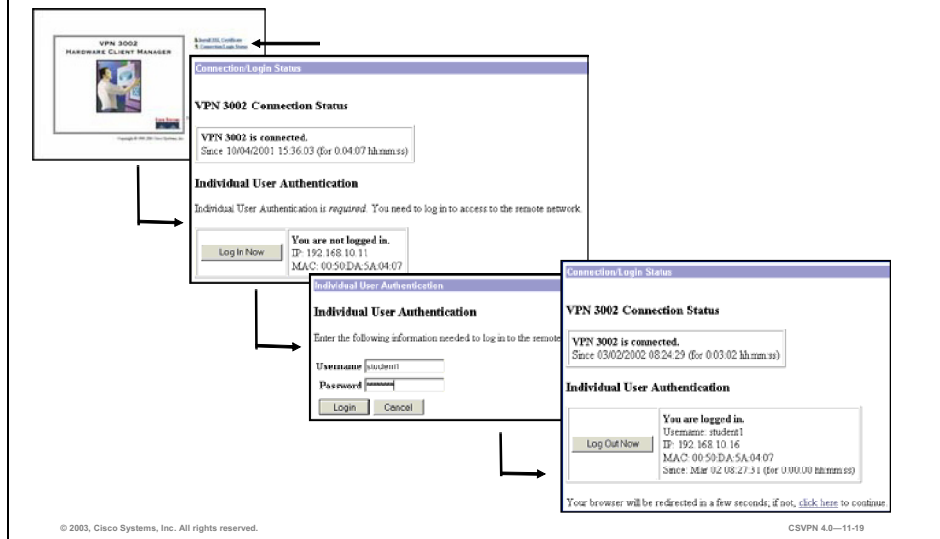 VPN 3002
HARDWARE CLIENT MANAGER
Install SSL Certificate
Connection/Login Status
Connection/Login Status
VPN 3002 Connection Status
VPN 3002 is connected.
Since 10/04/2001 15:36:03 (for 0:04:07 hh:mm:ss)
Individual User Authentication
Individual User Authentication is required. You need to log in to access to the remote network.
Log In Now
You are not logged in.
IP: 192.168.10.11
MAC: 00:50:DA:5A:04:07
Individual User Authentication
Individual User Authentication
Enter the following information needed to log in to the remote
Username student1
Password ********
Login Cancel
Connection/Login Status
VPN 3002 Connection Status
VPN 3002 is connected.
Since 03/02/2002 08:24:29 (for 0:03:02 hh:mm:ss)
Individual User Authentication
Log Out Now
You are logged in.
Username: student1
IP: 192.168.10.16
MAC: 00:50:DA:5A:04:07
Since: Mar 02 08:27:31 (for 0:00:00 hh:mm:ss)
Your browser will be redirected in a few seconds; if not, click here to continue
© 2003, Cisco Systems, Inc. All rights reserved.
CSVPN 4.0—11-19